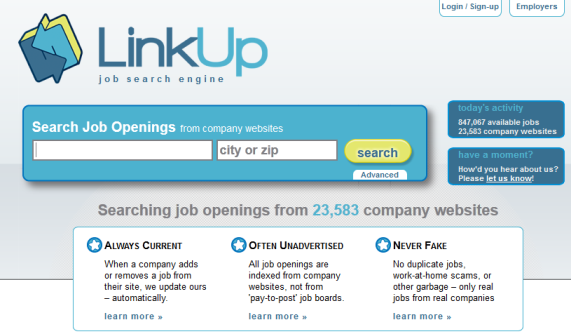 Login / Sign-up
Employers
LinkUp
job search engine
today's activity
847,067 available jobs
23,583 company websites
Search Job Openings from company websites
city or zip
search
Advanced
have a moment?
How'd you hear about us?
Please let us know!
Searching job openings from 23,583 company websites
ALWAYS CURRENT
When a company adds
or removes a job from
their site, we update ours
– automatically.
learn more »
OFTEN UNADVERTISED
All job openings are
indexed from company
websites, not from
'pay-to-post' job boards.
learn more »
NEVER FAKE
No duplicate jobs,
work-at-home scams, or
other garbage – only real
jobs from real companies
learn more »